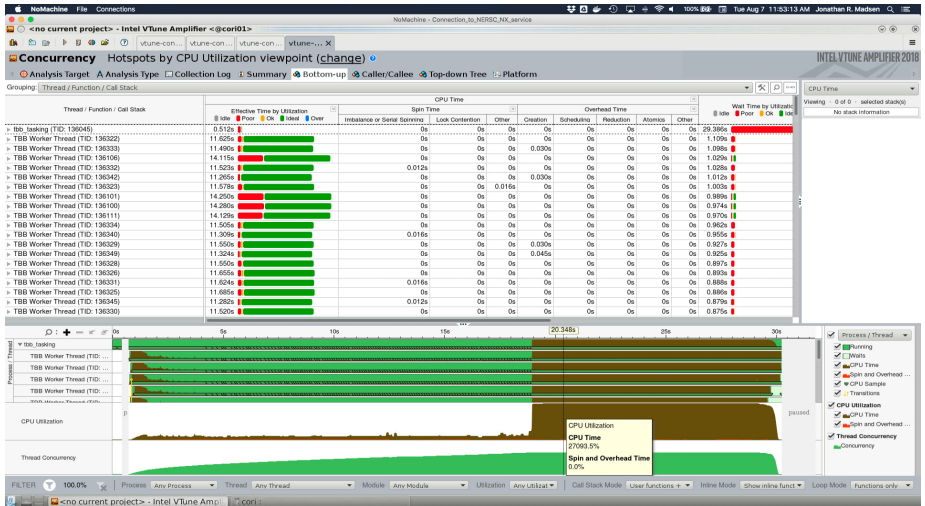 NoMachine File Connections 100% Tue Aug 7 11:53:13 AM Jonathan R. Madsen
NoMachine - Connection_to_NERSC_NX_service
<no current project> - Intel VTune Amplifier <@cori01>
vtune-con... vtune-con... vtune-con... vtune-... X
Concurrency Hotspots by CPU Utilization viewpoint (change) INTEL VTUNE AMPLIFIER 2018
Analysis Target Analysis Type Collection Log Summary Bottom-up Caller/Callee Top-down Tree Platform
Grouping: Thread / Function / Call Stack CPU Time
Viewing 0 of 0 selected stack(s)
No stack information
CPU Time
Thread / Function / Call Stack Effective Time by Utilization Spin Time Overhead Time Wait Time by Utilizatic
Idle Poor Ok Ideal Over Imbalance or Serial Spinning Lock Contention Other Creation Scheduling Reduction Atomics Other Idle Poor Ok Ide
tbb_tasking (TID: 136045) 0.512s 0s 0s 0s 0s 0s 0s 0s 0s 29.386s
TBB Worker Thread (TID: 136322) 11.625s 0s 0s 0s 0s 0s 0s 0s 0s 1.109s
TBB Worker Thread (TID: 136333) 11.490s 0s 0s 0s 0.030s 0s 0s 0s 0s 1.098s
TBB Worker Thread (TID: 136106) 14.115s 0s 0s 0s 0s 0s 0s 0s 0s 1.029s
TBB Worker Thread (TID: 136332) 11.523s 0.012s 0s 0s 0s 0s 0s 0s 0s 1.028s
TBB Worker Thread (TID: 136342) 11.265s 0s 0s 0s 0.030s 0s 0s 0s 0s 1.012s
TBB Worker Thread (TID: 136323) 11.578s 0s 0s 0.016s 0s 0s 0s 0s 0s 1.003s
TBB Worker Thread (TID: 136101) 14.250s 0s 0s 0s 0s 0s 0s 0s 0s 0.989s
TBB Worker Thread (TID: 136100) 14.280s 0s 0s 0s 0s 0s 0s 0s 0s 0.974s
TBB Worker Thread (TID: 136111) 14.129s 0s 0s 0s 0s 0s 0s 0s 0s 0.970s
TBB Worker Thread (TID: 136334) 11.505s 0s 0s 0s 0s 0s 0s 0s 0s 0.962s
TBB Worker Thread (TID: 136340) 11.309s 0.016s 0s 0s 0s 0s 0s 0s 0s 0.955s
TBB Worker Thread (TID: 136329) 11.550s 0s 0s 0s 0.030s 0s 0s 0s 0s 0.927s
TBB Worker Thread (TID: 136349) 11.324s 0s 0s 0s 0.045s 0s 0s 0s 0s 0.925s
TBB Worker Thread (TID: 136328) 11.550s 0s 0s 0s 0s 0s 0s 0s 0s 0.897s
TBB Worker Thread (TID: 136326) 11.655s 0s 0s 0s 0s 0s 0s 0s 0s 0.893s
TBB Worker Thread (TID: 136331) 11.624s 0.016s 0s 0s 0s 0s 0s 0s 0s 0.888s
TBB Worker Thread (TID: 136325) 11.685s 0s 0s 0s 0s 0s 0s 0s 0s 0.886s
TBB Worker Thread (TID: 136345) 11.282s 0.012s 0s 0s 0s 0s 0s 0s 0s 0.879s
TBB Worker Thread (TID: 136330) 11.520s 0s 0s 0s 0s 0s 0s 0s 0s 0.875s
0s 5s 10s 15s 20.348s 25s 30s
Process / Thread
tbb_tasking
TBB Worker Thread (TID: ...
TBB Worker Thread (TID: ...
TBB Worker Thread (TID: ...
TBB Worker Thread (TID: ...
TBB Worker Thread (TID: ...
CPU Utilization
p
paused
Thread Concurrency
CPU Utilization
CPU Time
27093.5%
Spin and Overhead Time
0.0%
Process / Thread
Running
Waits
CPU Time
Spin and Overhead ...
CPU Sample
Transitions
CPU Utilization
CPU Time
Spin and Overhead ...
Thread Concurrency
Concurrency
FILTER 100.0% Process Any Process Thread Any Thread Module Any Module Utilization Any Utilizat Call Stack Mode User functions + Inline Mode Show inline funct Loop Mode Functions only
<no current project> - Intel VTune Ampl cori :